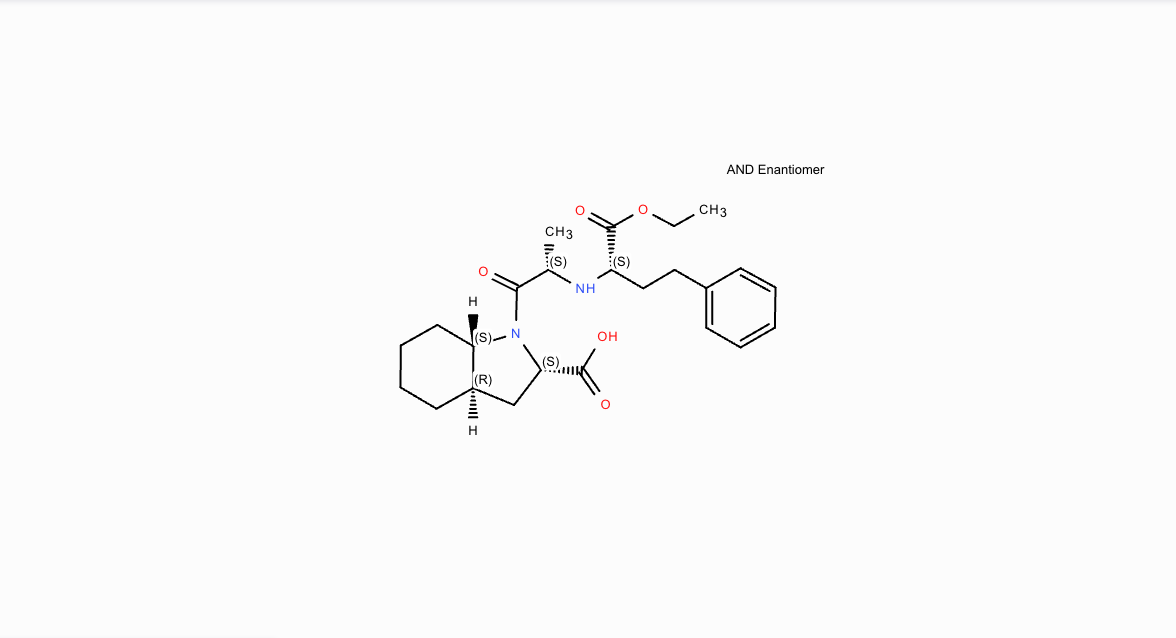 AND Enantiomer
O
O
CH3
CH3
O
(S)
(S)
NH
H
(S)
N
OH
(S)
(R)
O
H